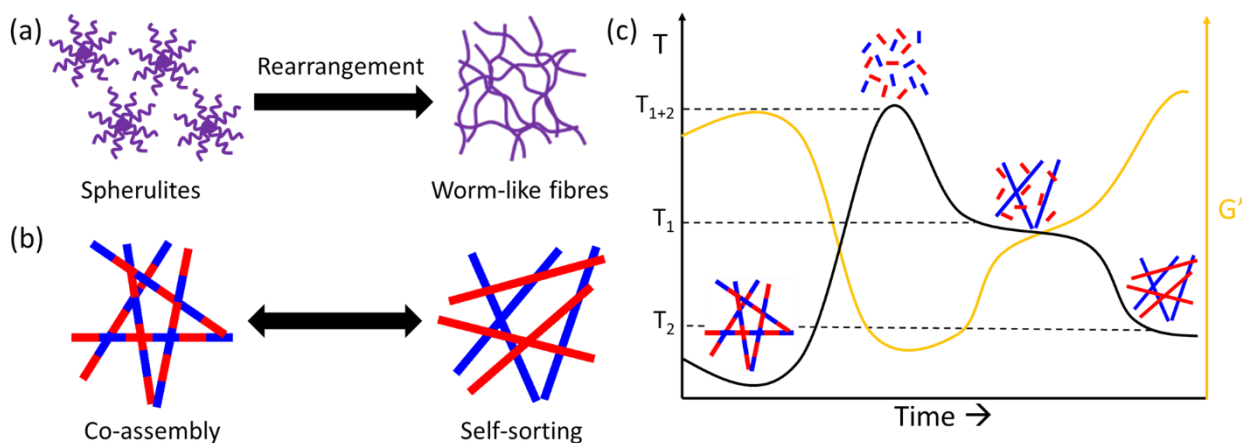 (a)
Rearrangement
Spherulites
Worm-like fibres
(b)
Co-assembly
Self-sorting
(c)
T
T1+2
T1
T2
G'
Time →